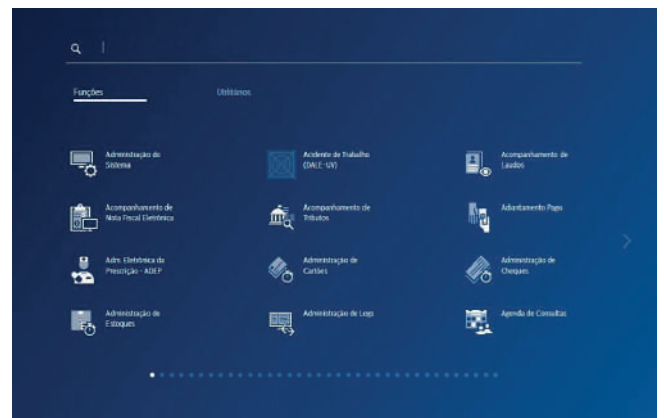 Funções
Utilitários
Administração do
Sistema
Acidente de Trabalho
(DALE-UV)
Acompanhamento de
Laudos
Acompanhamento de
Nota Fiscal Eletrônica
Acompanhamento de
Tributos
Adiantamento Pago
Adm. Eletrônica da
Prescrição - ADEP
Administração de
Cartões
Administração de
Cheques
Administração de
Estoques
Administração de Logs
Agenda de Consultas